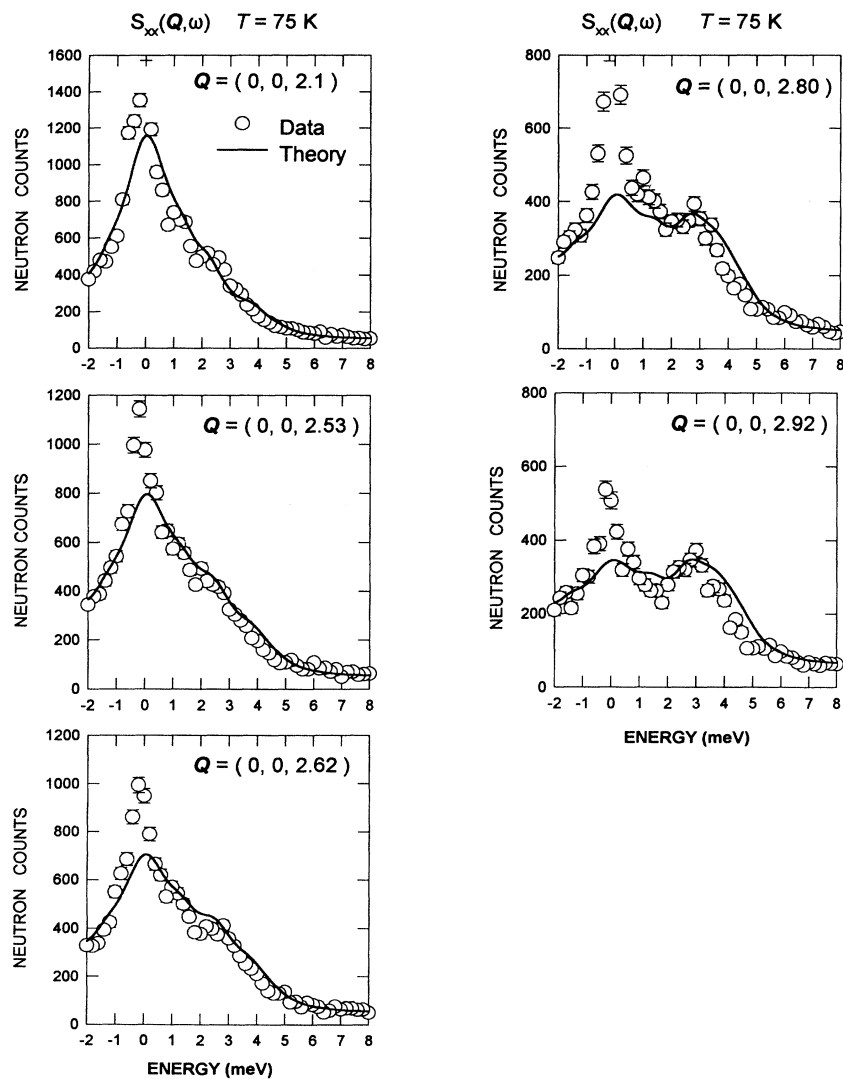 S_xx(Q,ω) T = 75 K
1600
1400
1200
1000
800
600
400
200
0
NEUTRON COUNTS
Q = ( 0, 0, 2.1 )
Data
Theory
-2 -1 0 1 2 3 4 5 6 7 8
1200
1000
800
600
400
200
0
NEUTRON COUNTS
Q = ( 0, 0, 2.53 )
-2 -1 0 1 2 3 4 5 6 7 8
1200
1000
800
600
400
200
0
NEUTRON COUNTS
Q = ( 0, 0, 2.62 )
-2 -1 0 1 2 3 4 5 6 7 8
ENERGY (meV)
S_xx(Q,ω) T = 75 K
800
600
400
200
0
NEUTRON COUNTS
Q = ( 0, 0, 2.80 )
-2 -1 0 1 2 3 4 5 6 7 8
800
600
400
200
0
NEUTRON COUNTS
Q = ( 0, 0, 2.92 )
-2 -1 0 1 2 3 4 5 6 7 8
ENERGY (meV)